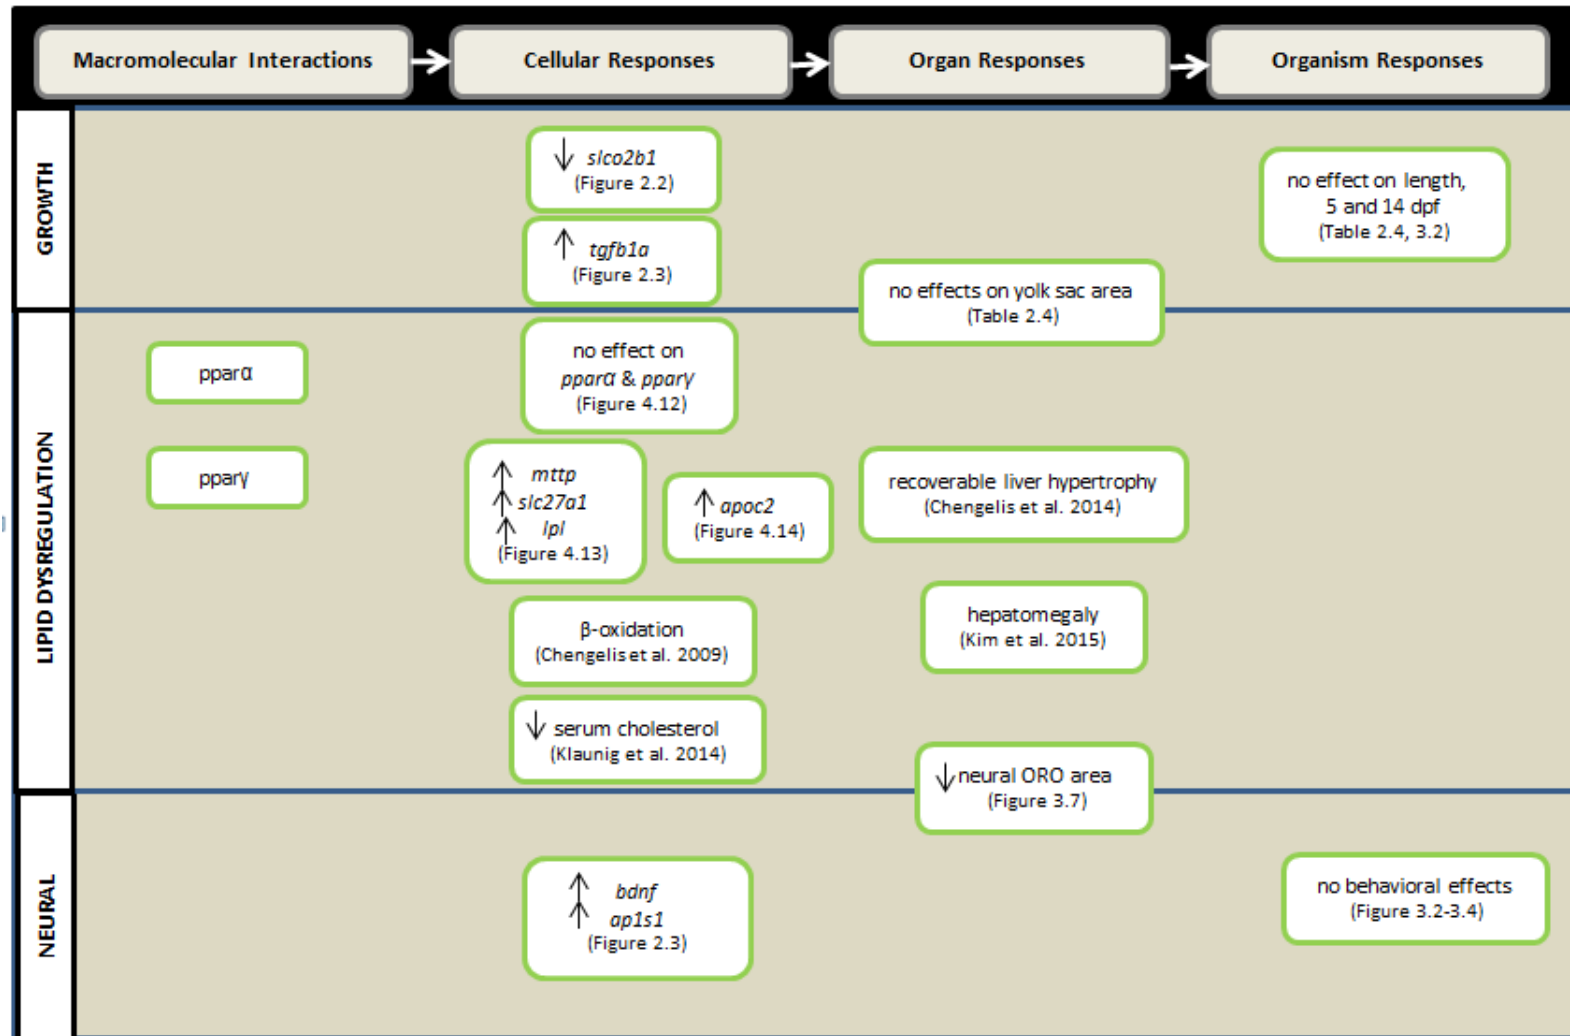 Macromolecular Interactions
Cellular Responses
Organ Responses
Organism Responses
GROWTH
↓ slco2b1
(Figure 2.2)
↑ tgfb1a
(Figure 2.3)
no effects on yolk sac area
(Table 2.4)
no effect on length,
5 and 14 dpf
(Table 2.4, 3.2)
LIPID DYSREGULATION
pparα
pparγ
no effect on
pparα & pparγ
(Figure 4.12)
↑ mttp
↑ slc27a1
↑ lpl
(Figure 4.13)
↑ apoc2
(Figure 4.14)
β-oxidation
(Chengelis et al. 2009)
↓ serum cholesterol
(Klaunig et al. 2014)
recoverable liver hypertrophy
(Chengelis et al. 2014)
hepatomegaly
(Kim et al. 2015)
↓ neural ORO area
(Figure 3.7)
NEURAL
↑ bdnf
↑ ap1s1
(Figure 2.3)
no behavioral effects
(Figure 3.2-3.4)